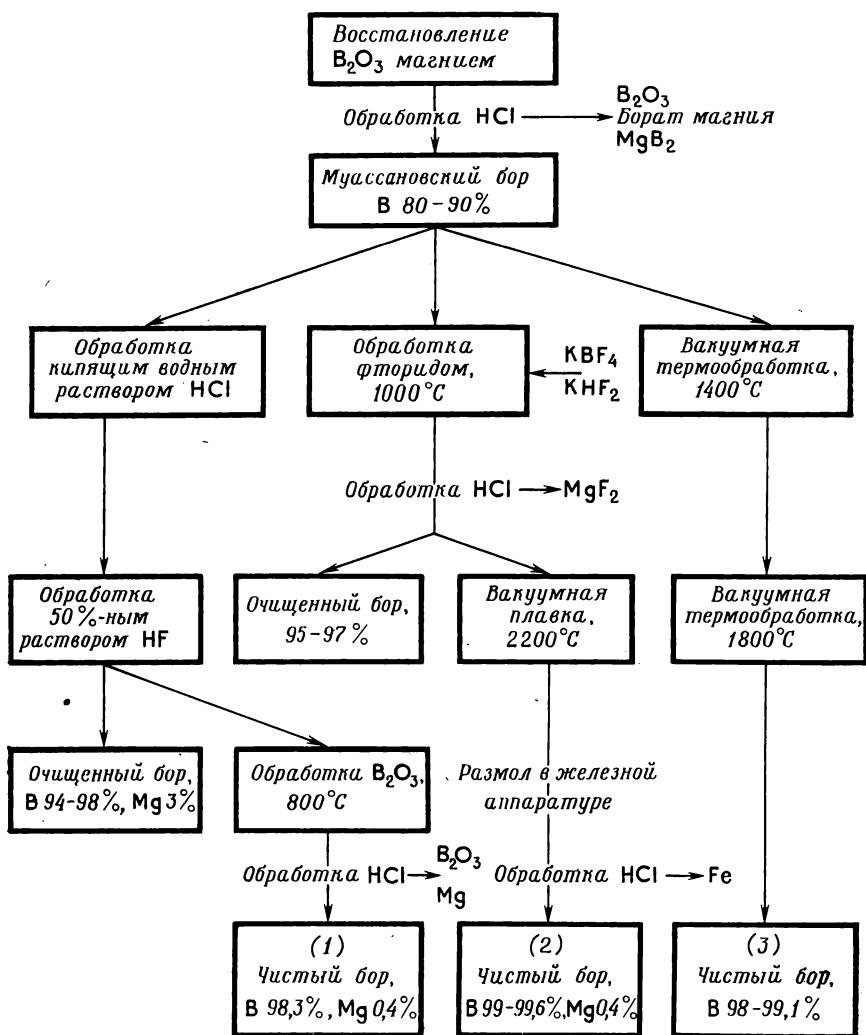 Восстановление
B₂O₃ магнием
Обработка HCl
B₂O₃
Борат магния
MgB₂
Муассановский бор
B 80–90%
Обработка
кипящим водным
раствором HCl
Обработка
фторидом,
1000°C
KBF₄
KHF₂
Вакуумная
термообработка,
1400°C
Обработка HCl
MgF₂
Обработка
50%-ным
раствором HF
Очищенный бор,
95–97%
Вакуумная
плавка,
2200°C
Вакуумная
термообработка,
1800°C
Очищенный бор,
B 94–98%, Mg 3%
Обработка B₂O₃,
800°C
Размол в железной
аппаратуре
Обработка HCl
B₂O₃
Mg
Обработка HCl
Fe
(1)
Чистый бор,
B 98,3%, Mg 0,4%
(2)
Чистый бор,
B 99–99,6%, Mg 0,4%
(3)
Чистый бор,
B 98–99,1%